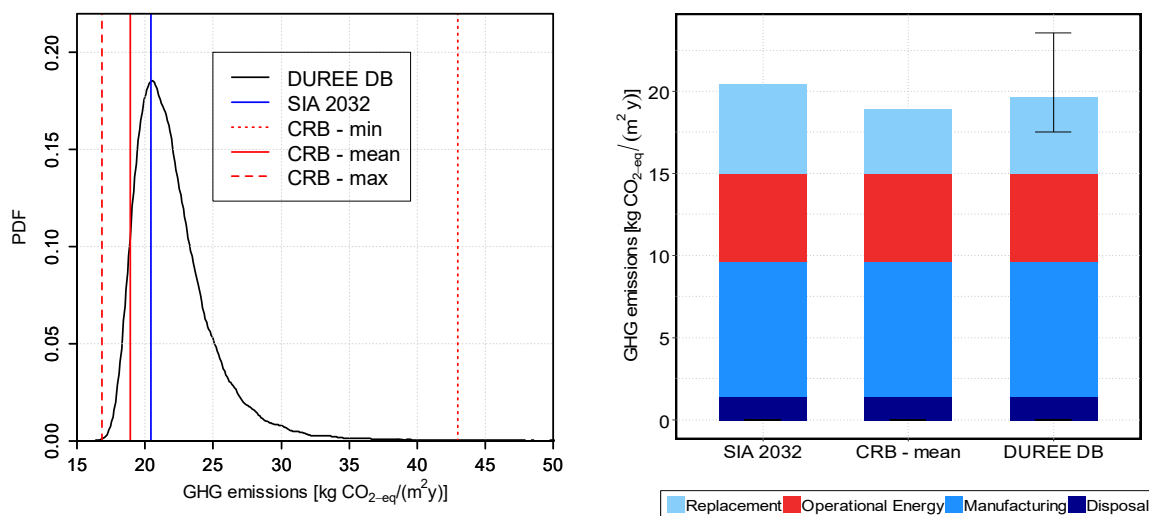 PDF
0.20
0.15
0.10
0.05
0.00
15 20 25 30 35 40 45 50
GHG emissions [kg CO2−eq/(m2y)]
DUREE DB
SIA 2032
CRB - min
CRB - mean
CRB - max
GHG emissions [kg CO2−eq/(m2 y)]
20
15
10
5
0
SIA 2032 CRB - mean DUREE DB
Replacement Operational Energy Manufacturing Disposal